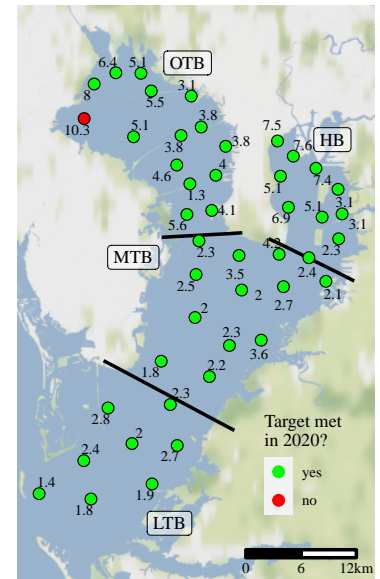 6.4 5.1 OTB
8 5.5 3.1
10.3 5.1 3.8 3.8
7.5 HB
7.6
3.8
4.6 4 5.1 7.4
1.3 3.1
5.6 4.1 6.9 5.1 3.1
MTB 2.3 4.2 2.3
2.4
2.5 3.5 2 2.7 2.1
2
2.3 3.6
1.8 2.2
2.3
2.8
2.4 2 2.7
1.4 1.8 1.9
LTB
Target met
in 2020?
yes
no
0 6 12km